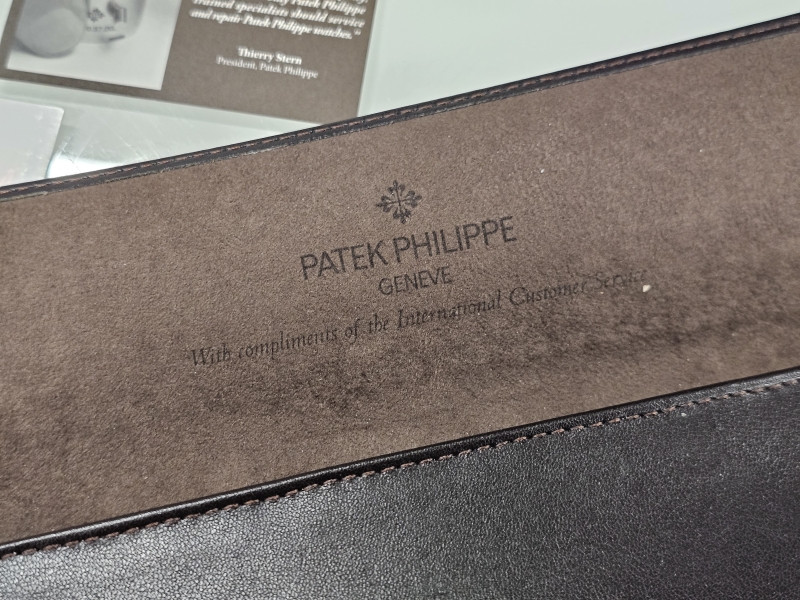 trained specialists should service
and repair Patek Philippe watches."
Thierry Stern
President, Patek Philippe
PATEK PHILIPPE
GENEVE
With compliments of the International Customer Service